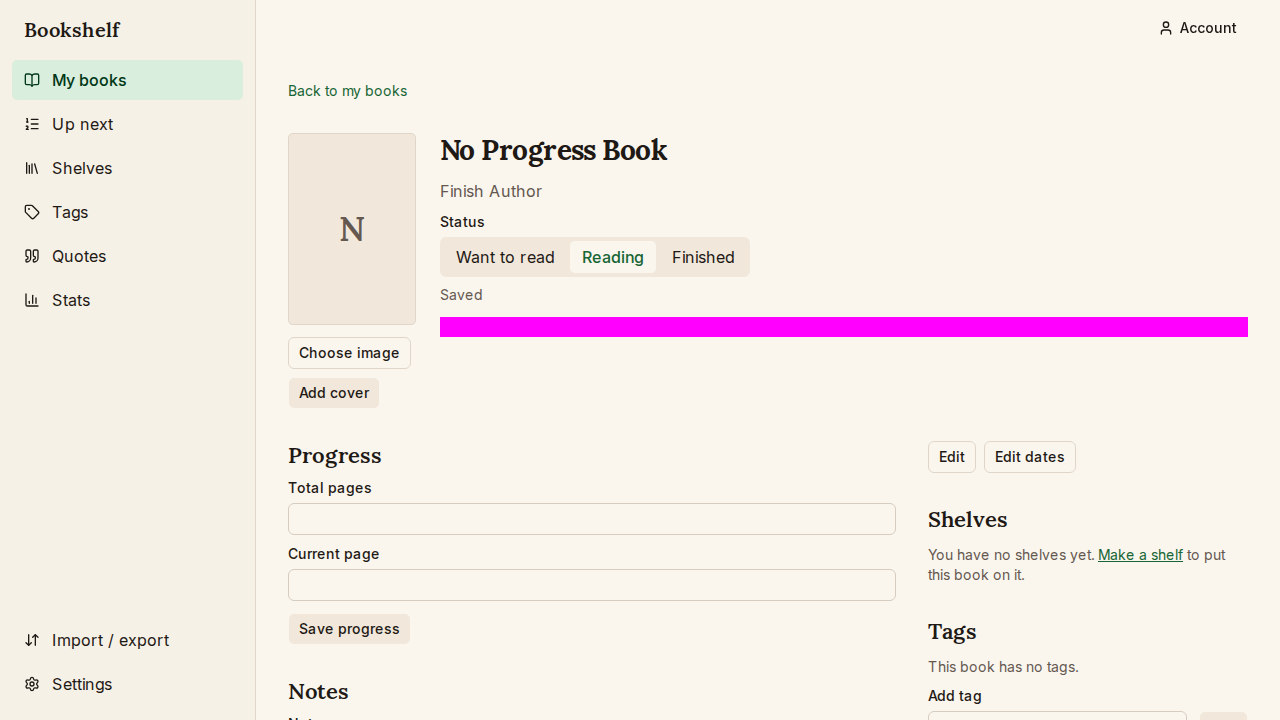 Bookshelf
My books
Up next
Shelves
Tags
Quotes
Stats
Import / export
Settings
Account
Back to my books
N
No Progress Book
Finish Author
Status
Want to read
Reading
Finished
Saved
Choose image
Add cover
Progress
Total pages
Current page
Save progress
Notes
Edit
Edit dates
Shelves
You have no shelves yet. Make a shelf to put
this book on it.
Tags
This book has no tags.
Add tag